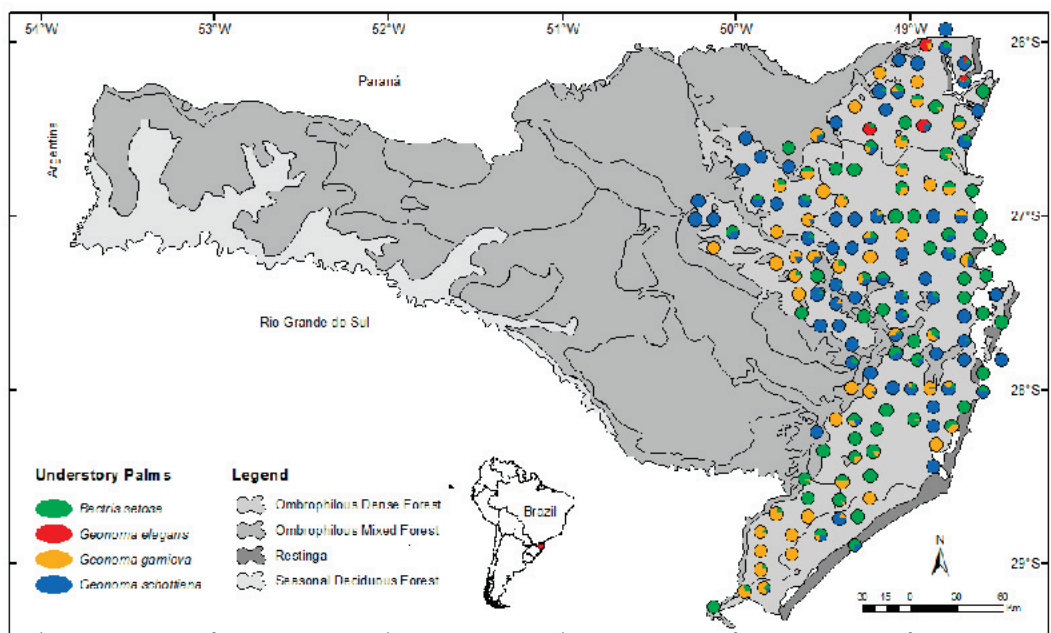 54°W 53°W 52°W 51°W 50°W 49°W
26°S
Paraná
Argentina
27°S
Rio Grande do Sul
28°S
Understory Palms
Bactris setosa
Geonoma elegans
Geonoma gamiova
Geonoma schottiana
Legend
Ombrophilous Dense Forest
Ombrophilous Mixed Forest
Restinga
Seasonal Deciduous Forest
Brazil
29°S
N
30 15 0 30 60
Km